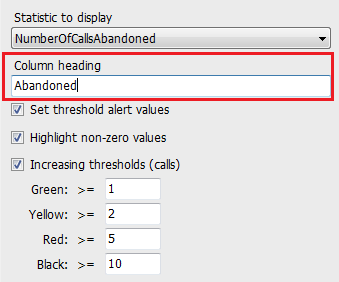 Statistic to display
NumberOfCallsAbandoned
Column heading
Abandoned
Set threshold alert values
Highlight non-zero values
Increasing thresholds (calls)
Green: >= 1
Yellow: >= 2
Red: >= 5
Black: >= 10